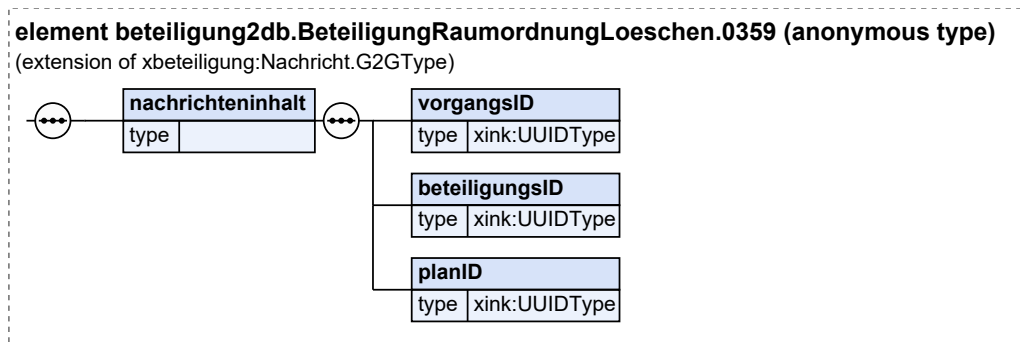 element beteiligung2db.BeteiligungRaumordnungLoeschen.0359 (anonymous type)
(extension of xbeteiligung:Nachricht.G2GType)
nachrichteninhalt
type
vorgangsID
type xink:UUIDType
beteiligungsID
type xink:UUIDType
planID
type xink:UUIDType